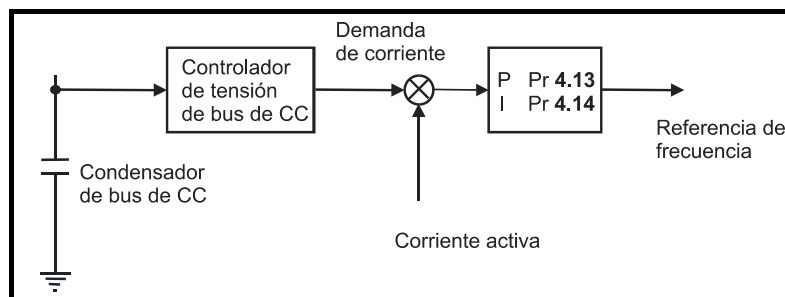 Demanda
de corriente
Controlador
de tensión
de bus de CC
P Pr 4.13
I Pr 4.14
Referencia de
frecuencia
Condensador
de bus de CC
Corriente activa